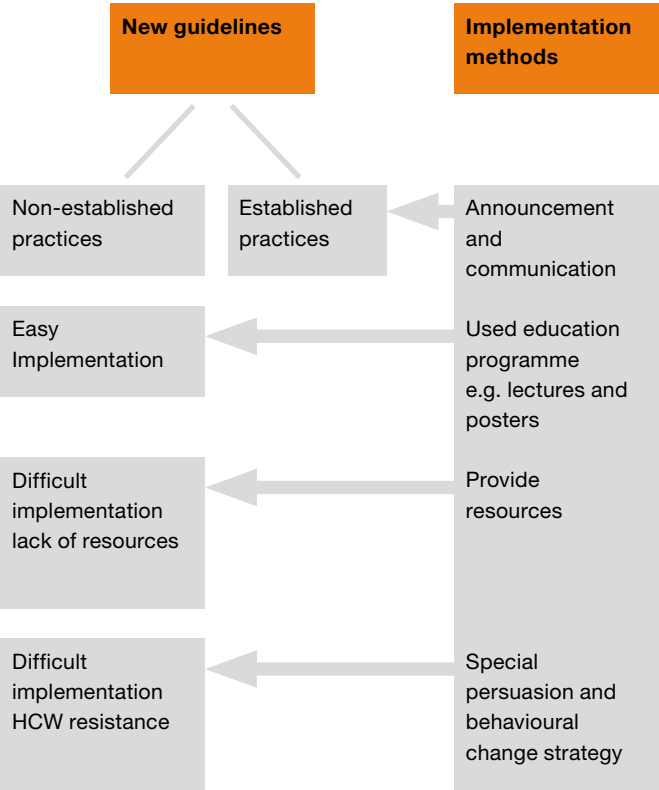 New guidelines
Implementation
methods
Non-established
practices
Established
practices
Announcement
and
communication
Easy
Implementation
Used education
programme
e.g. lectures and
posters
Difficult
implementation
lack of resources
Provide
resources
Difficult
implementation
HCW resistance
Special
persuasion and
behavioural
change strategy